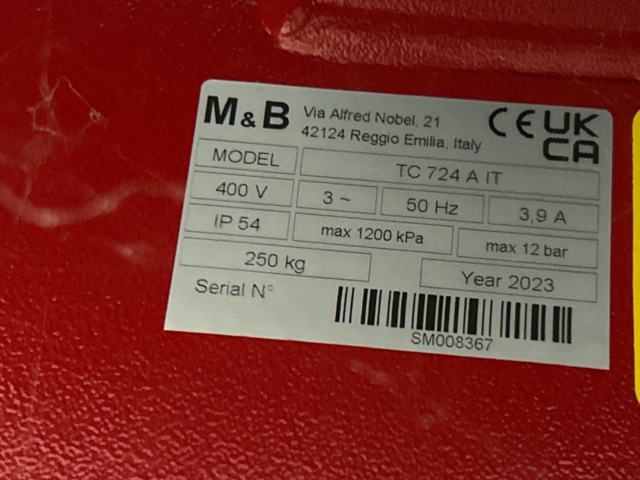 M & B
Via Alfred Nobel, 21
42124 Reggio Emilia, Italy
CE UK
CA
MODEL TC 724 A IT
400 V 3 ~ 50 Hz 3,9 A
IP 54 max 1200 kPa max 12 bar
250 kg Year 2023
Serial N°
SM008367